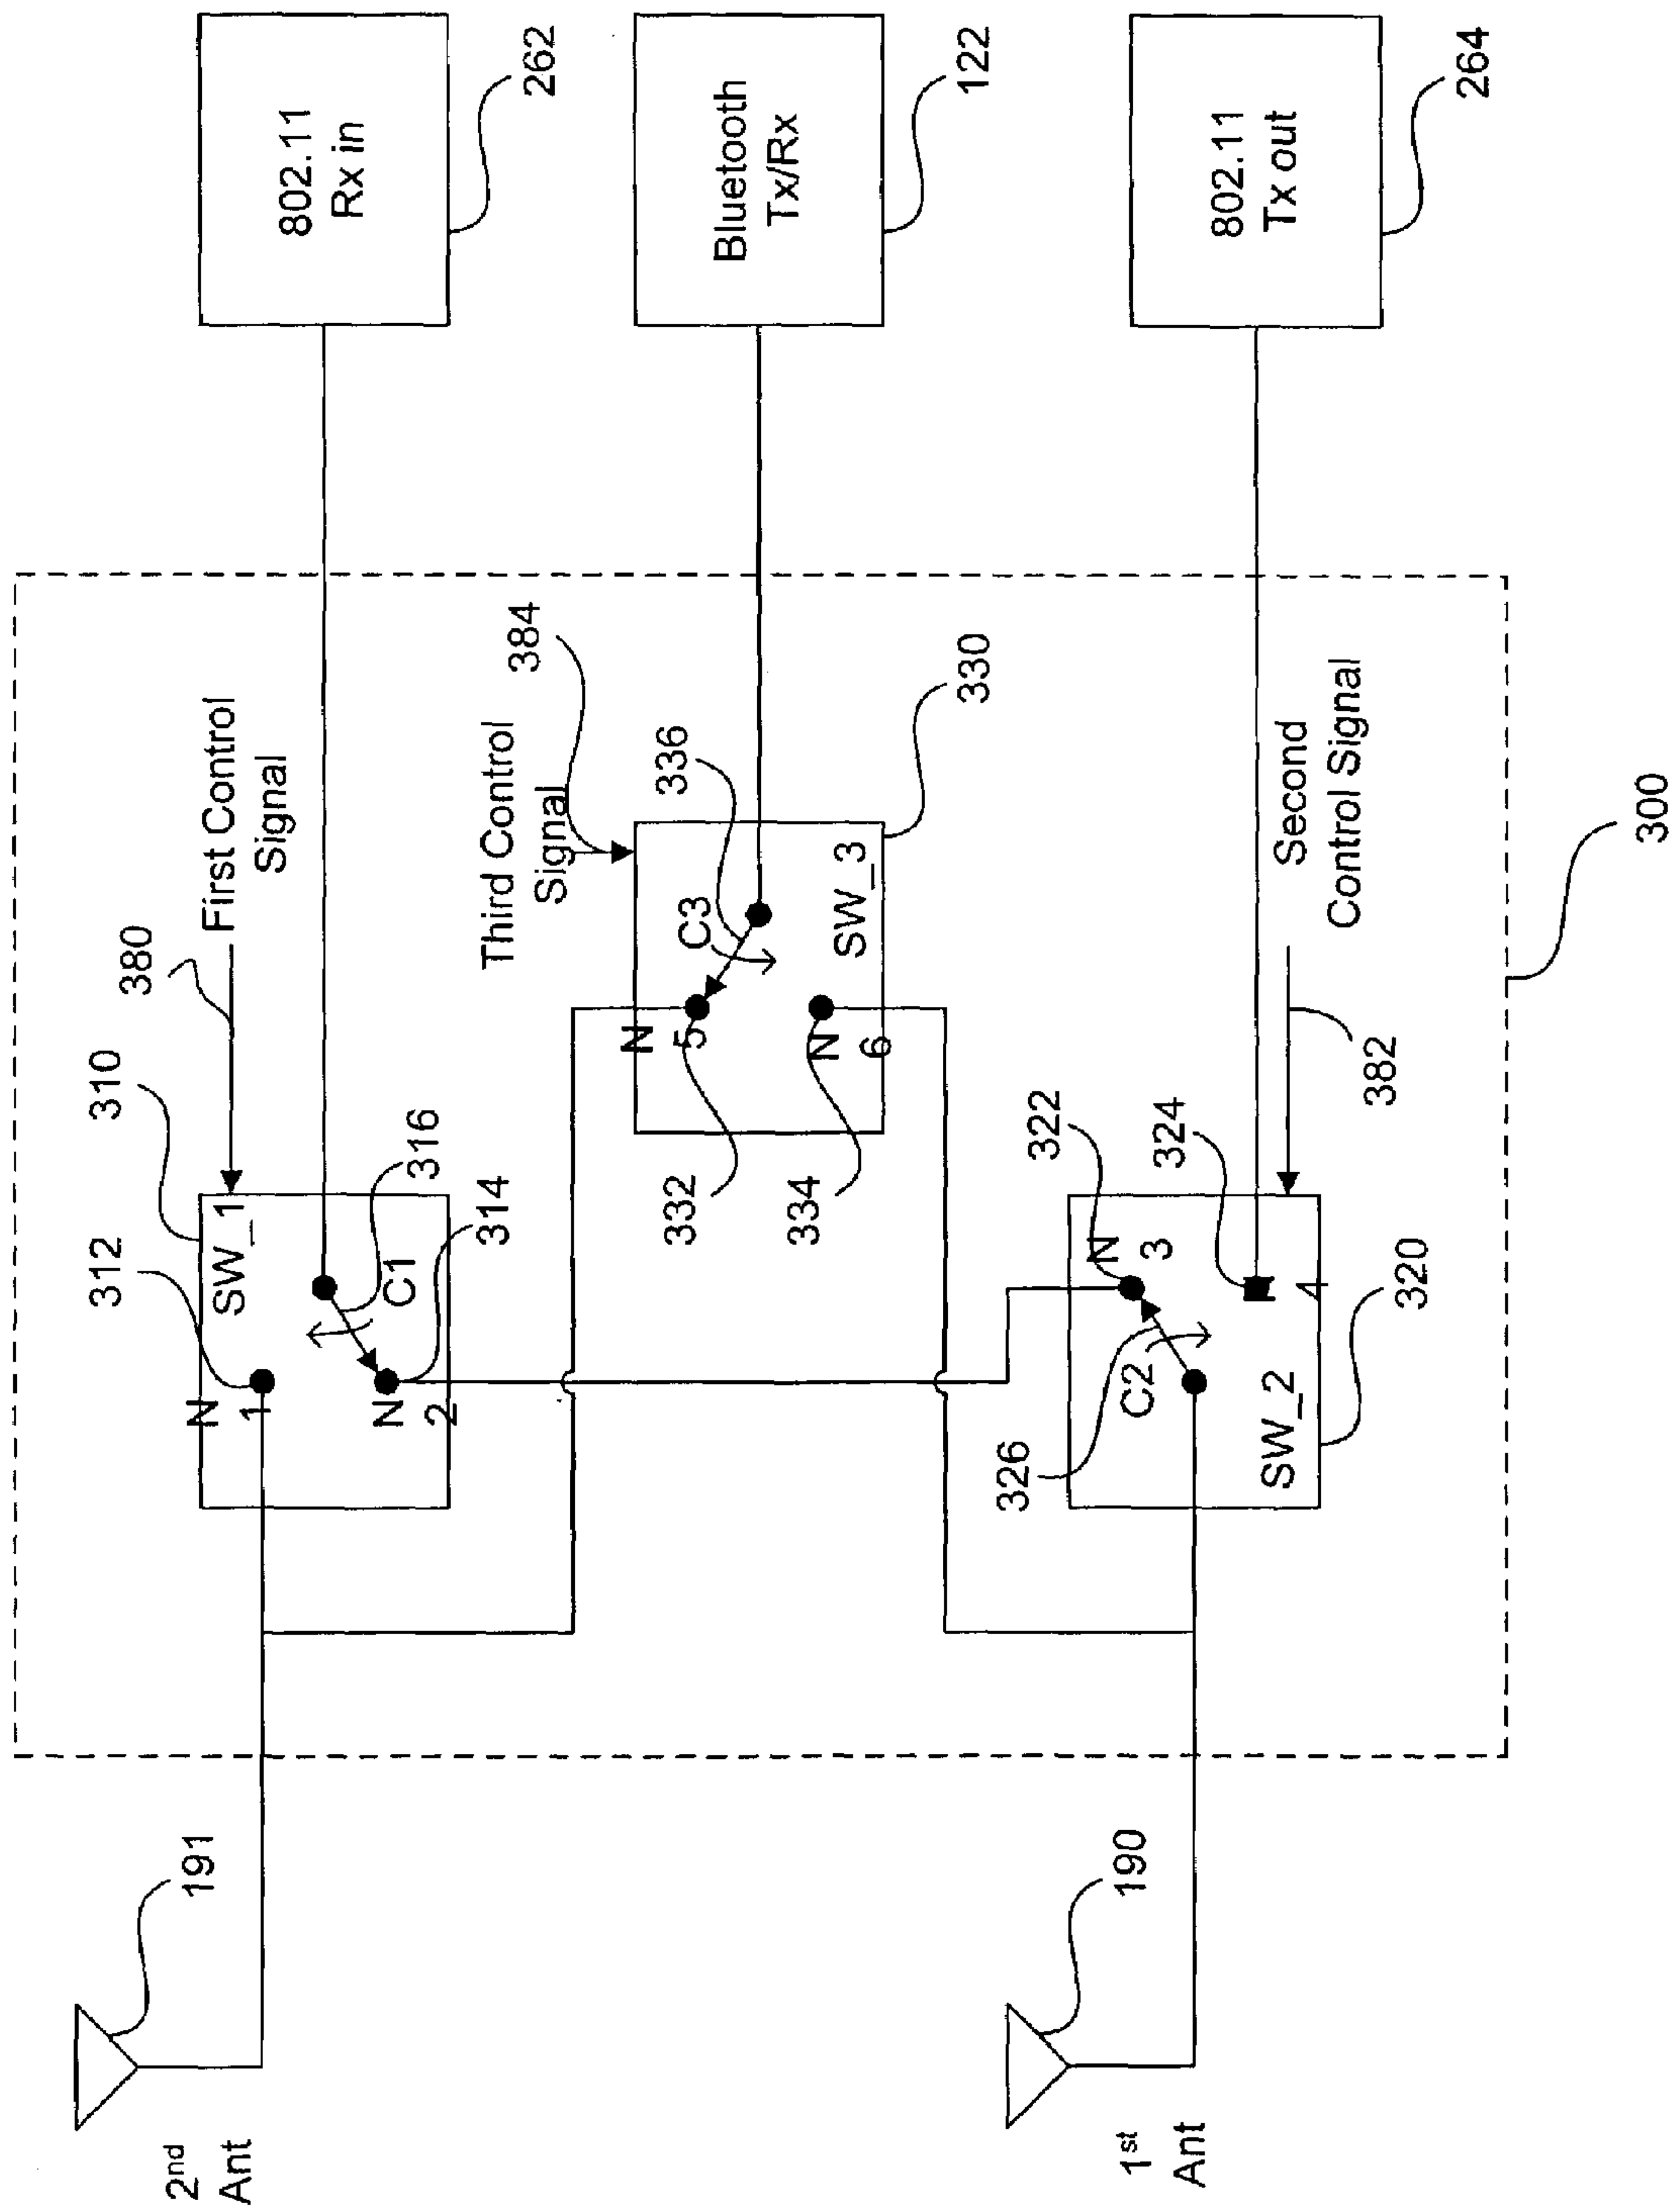 2nd
Ant
191
312
310
380
First Control
Signal
SW_1
N
1
N
2
C1
316
314
802.11
Rx in
262
Third Control
Signal
384
336
C3
N
5
N
6
SW_3
330
332
334
Bluetooth
Tx/Rx
122
1st
Ant
190
326
322
324
C2
N
3
4
SW_2
320
382
Second
Control Signal
802.11
Tx out
264
300